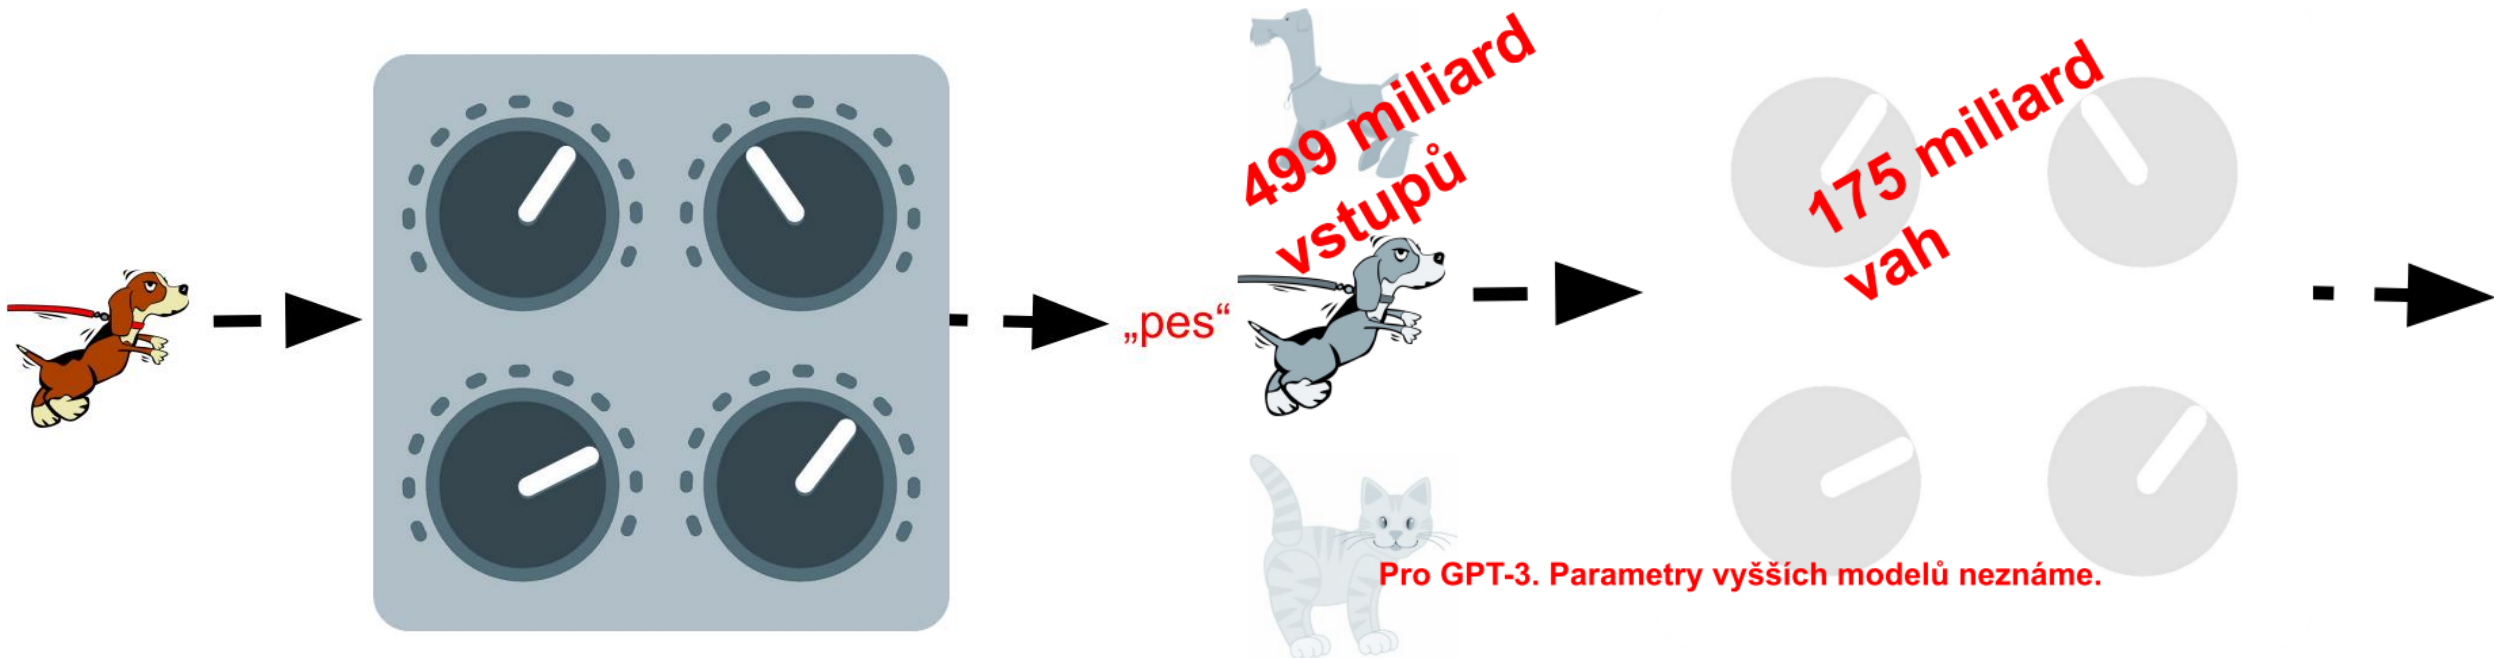 „pes“
499 miliard
vstupů
175 miliard
vah
Pro GPT-3. Parametry vyšších modelů neznáme.